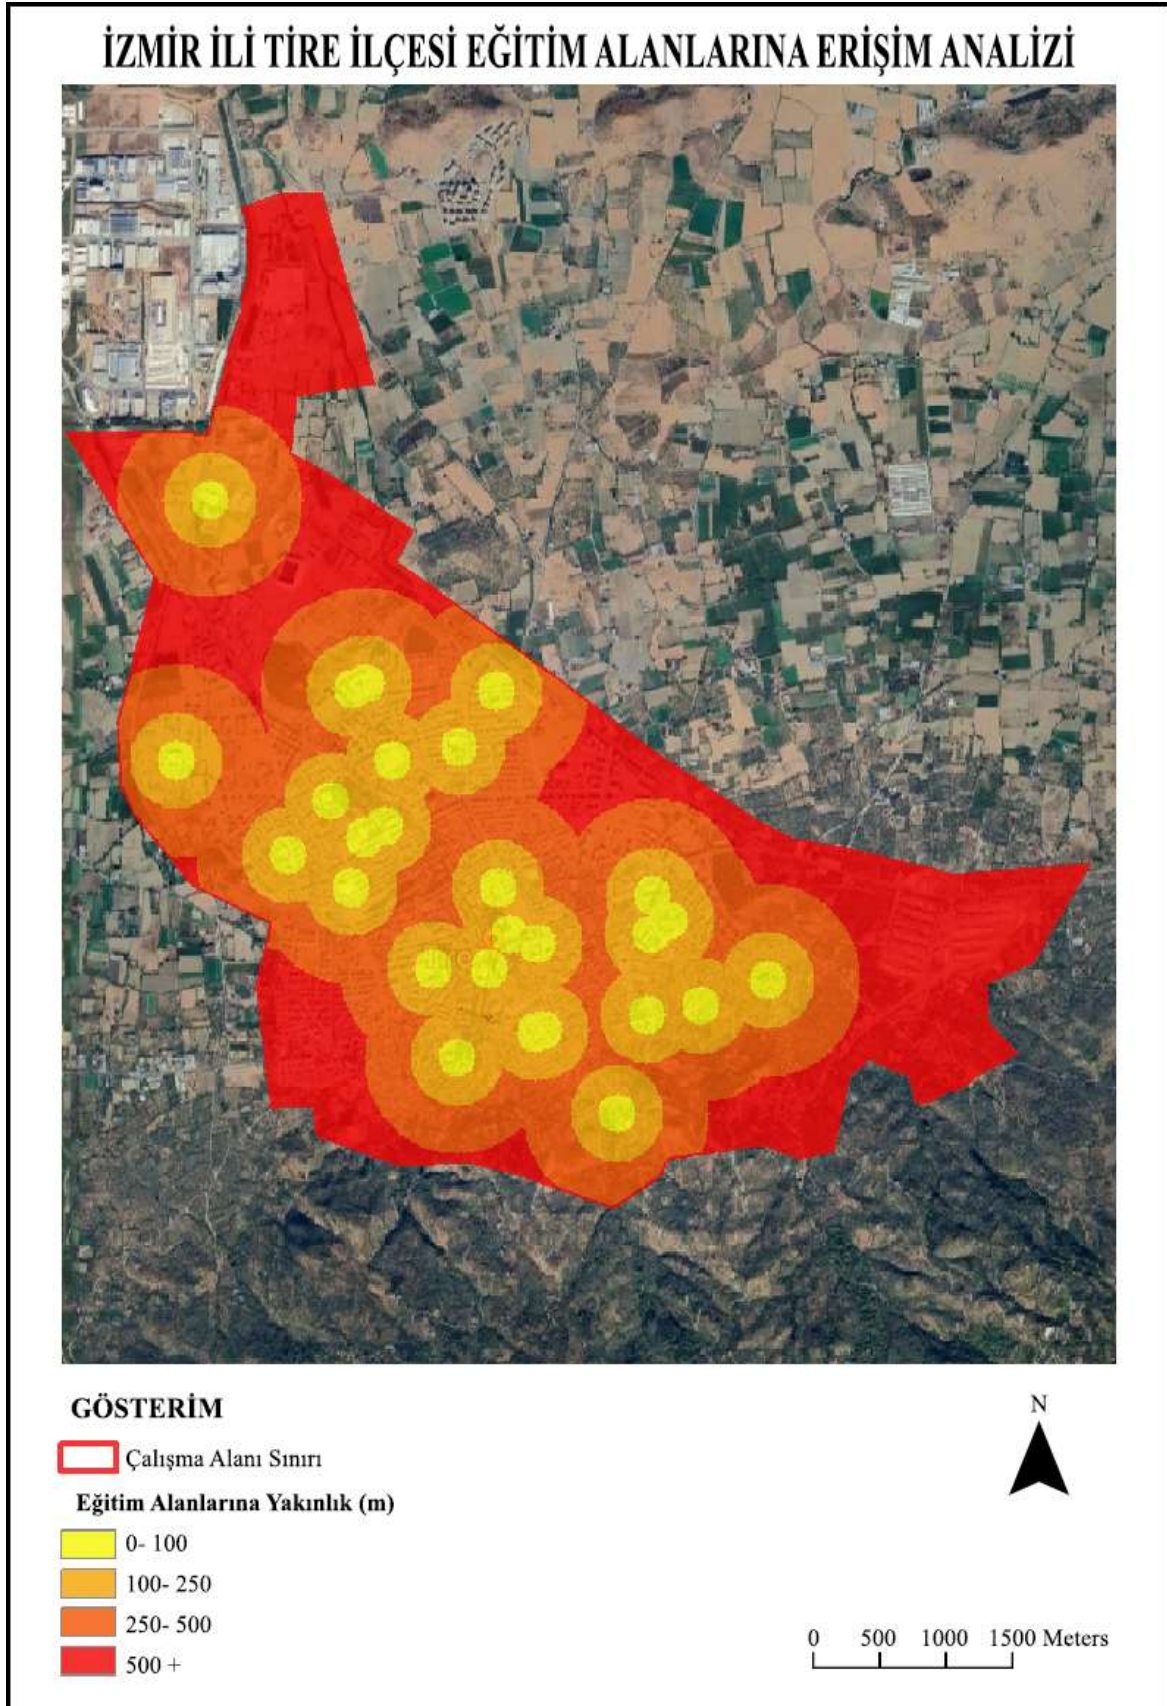 İZMİR İLİ TİRE İLÇESİ EĞİTİM ALANLARINA ERİŞİM ANALİZİ
GÖSTERİM
Çalışma Alanı Sınırı
Eğitim Alanlarına Yakınlık (m)
0- 100
100- 250
250- 500
500 +
N
0 500 1000 1500 Meters